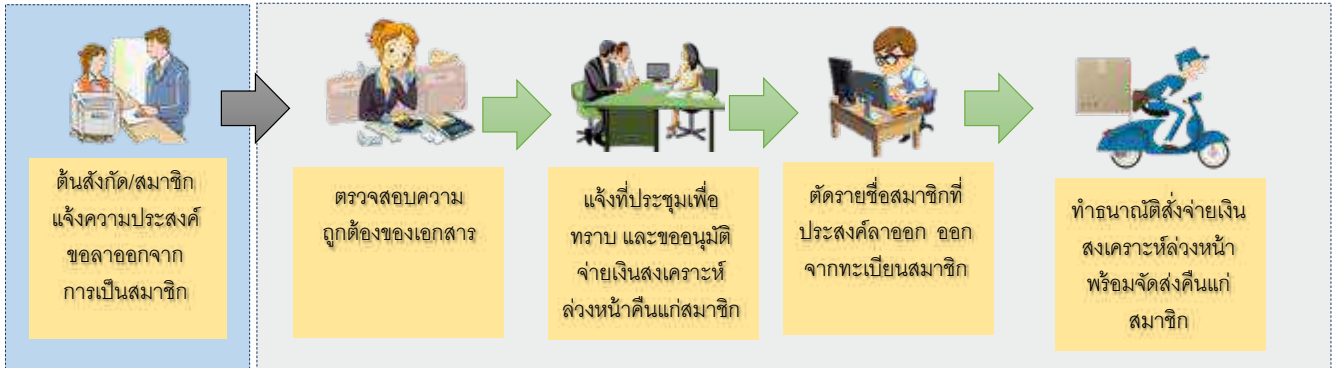 ต้นสังกัด/สมาชิก
แจ้งความประสงค์
ขอลาออกจาก
การเป็นสมาชิก
ตรวจสอบความ
ถูกต้องของเอกสาร
แจ้งที่ประชุมเพื่อ
ทราบ และขออนุมัติ
จ่ายเงินสงเคราะห์
ล่วงหน้าคืนแก่สมาชิก
ตัดรายชื่อสมาชิกที่
ประสงค์ลาออก ออก
จากทะเบียนสมาชิก
ทำธนาณัติสั่งจ่ายเงิน
สงเคราะห์ล่วงหน้า
พร้อมจัดส่งคืนแก่
สมาชิก